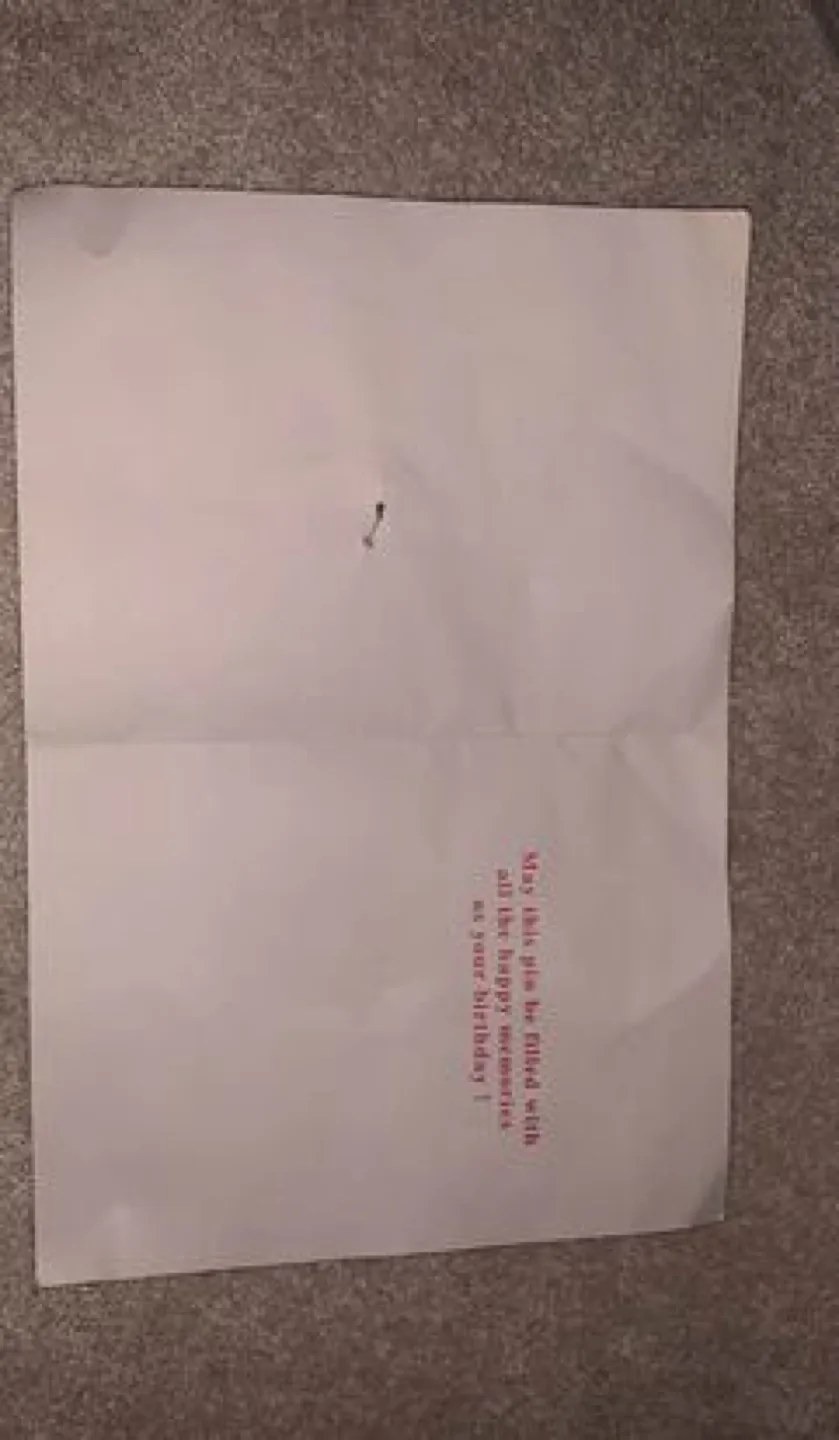 May this pin be filled with
all the happy memories
as your birthday !